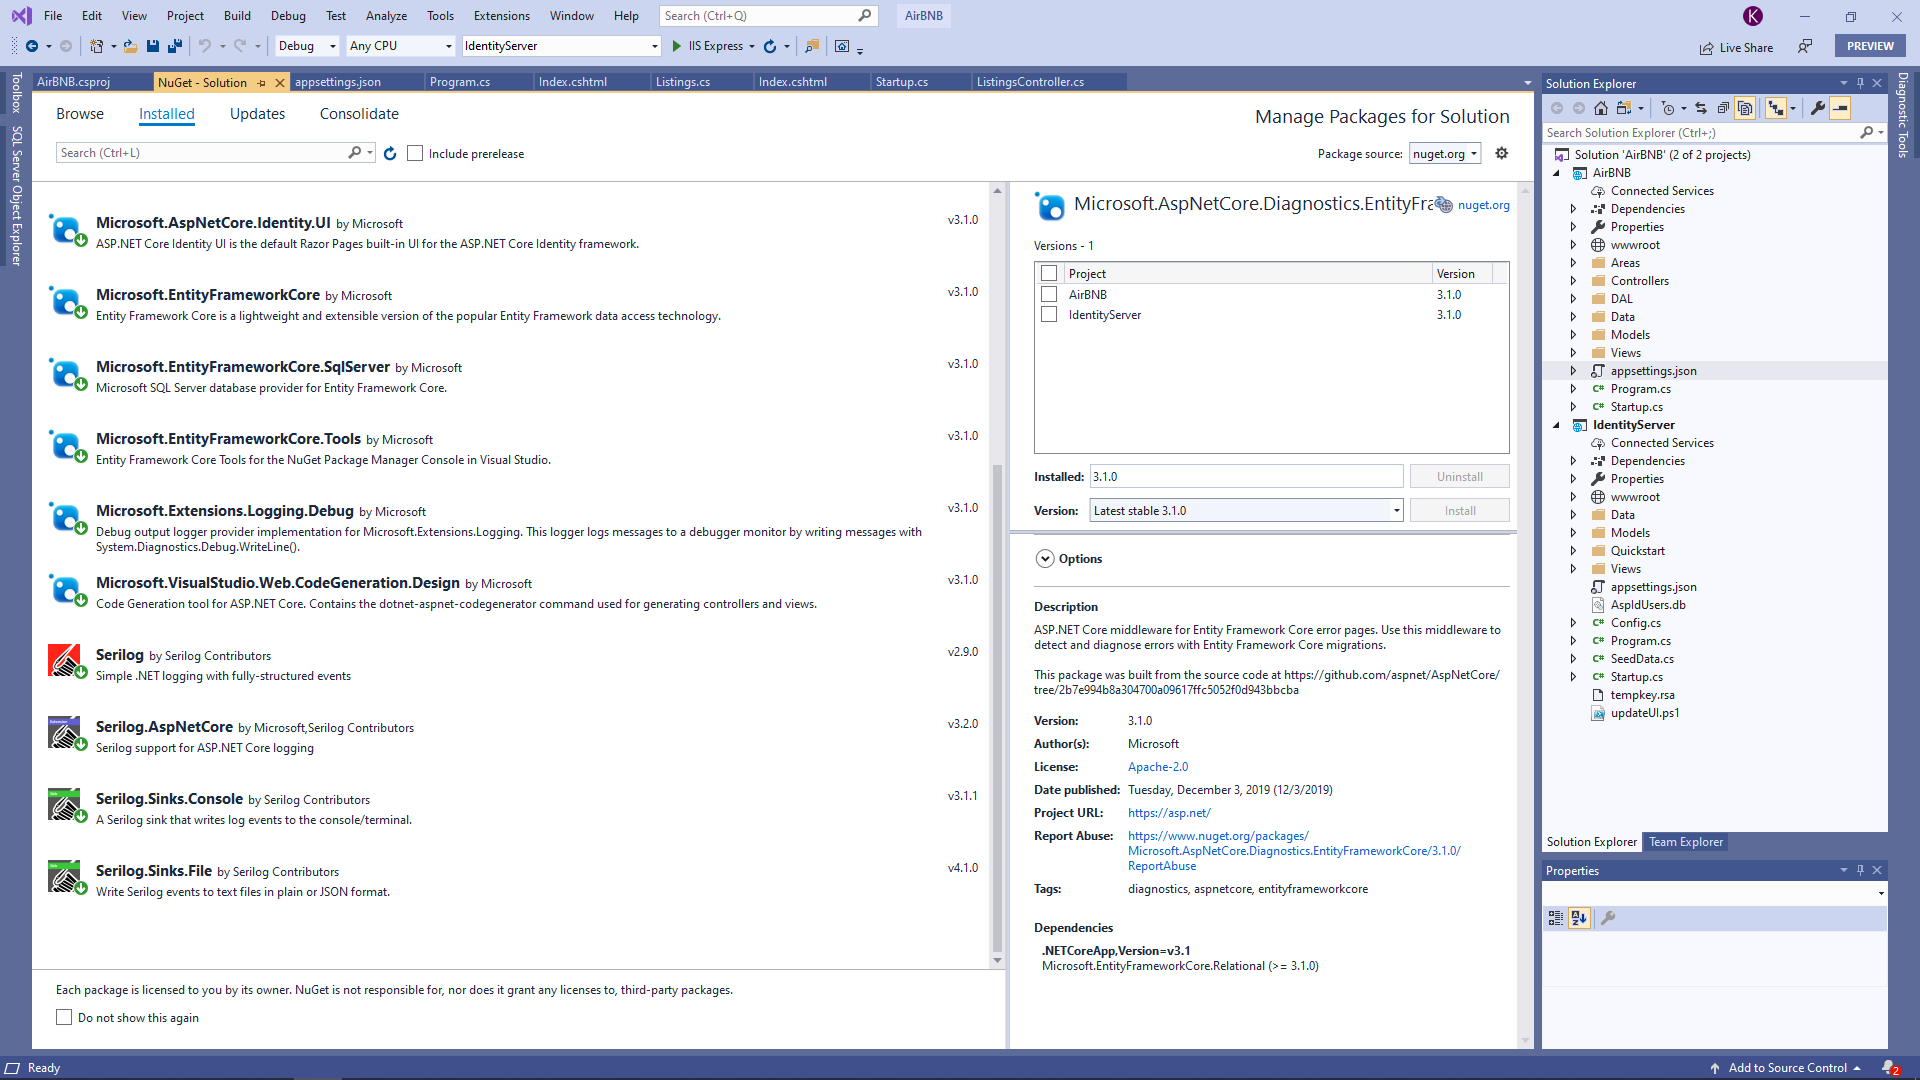 File Edit View Project Build Debug Test Analyze Tools Extensions Window Help Search (Ctrl+Q) AirBNB K
Debug Any CPU IdentityServer IIS Express Live Share PREVIEW
Toolbox
SQL Server Object Explorer
AirBNB.csproj NuGet - Solution appsettings.json Program.cs Index.cshtml Listings.cs Index.cshtml Startup.cs ListingsController.cs
Browse Installed Updates Consolidate
Manage Packages for Solution
Search (Ctrl+L) Include prerelease
Package source: nuget.org
Microsoft.AspNetCore.Identity.UI by Microsoft v3.1.0
ASP.NET Core Identity UI is the default Razor Pages built-in UI for the ASP.NET Core Identity framework.
Microsoft.EntityFrameworkCore by Microsoft v3.1.0
Entity Framework Core is a lightweight and extensible version of the popular Entity Framework data access technology.
Microsoft.EntityFrameworkCore.SqlServer by Microsoft v3.1.0
Microsoft SQL Server database provider for Entity Framework Core.
Microsoft.EntityFrameworkCore.Tools by Microsoft v3.1.0
Entity Framework Core Tools for the NuGet Package Manager Console in Visual Studio.
Microsoft.Extensions.Logging.Debug by Microsoft v3.1.0
Debug output logger provider implementation for Microsoft.Extensions.Logging. This logger logs messages to a debugger monitor by writing messages with
System.Diagnostics.Debug.WriteLine().
Microsoft.VisualStudio.Web.CodeGeneration.Design by Microsoft v3.1.0
Code Generation tool for ASP.NET Core. Contains the dotnet-aspnet-codegenerator command used for generating controllers and views.
Serilog by Serilog Contributors v2.9.0
Simple .NET logging with fully-structured events
Serilog.AspNetCore by Microsoft,Serilog Contributors v3.2.0
Serilog support for ASP.NET Core logging
Serilog.Sinks.Console by Serilog Contributors v3.1.1
A Serilog sink that writes log events to the console/terminal.
Serilog.Sinks.File by Serilog Contributors v4.1.0
Write Serilog events to text files in plain or JSON format.
Each package is licensed to you by its owner. NuGet is not responsible for, nor does it grant any licenses to, third-party packages.
Do not show this again
Microsoft.AspNetCore.Diagnostics.EntityFra nuget.org
Versions - 1
Project Version
AirBNB 3.1.0
IdentityServer 3.1.0
Installed: 3.1.0 Uninstall
Version: Latest stable 3.1.0 Install
Options
Description
ASP.NET Core middleware for Entity Framework Core error pages. Use this middleware to
detect and diagnose errors with Entity Framework Core migrations.
This package was built from the source code at https://github.com/aspnet/AspNetCore/
tree/2b7e994b8a304700a09617ffc5052f0d943bbcba
Version: 3.1.0
Author(s): Microsoft
License: Apache-2.0
Date published: Tuesday, December 3, 2019 (12/3/2019)
Project URL: https://asp.net/
Report Abuse: https://www.nuget.org/packages/
Microsoft.AspNetCore.Diagnostics.EntityFrameworkCore/3.1.0/
ReportAbuse
Tags: diagnostics, aspnetcore, entityframeworkcore
Dependencies
.NETCoreApp,Version=v3.1
Microsoft.EntityFrameworkCore.Relational (>= 3.1.0)
Solution Explorer
Search Solution Explorer (Ctrl+;)
Solution 'AirBNB' (2 of 2 projects)
AirBNB
Connected Services
Dependencies
Properties
wwwroot
Areas
C# Controllers
DAL
Data
Models
Views
appsettings.json
C# Program.cs
C# Startup.cs
IdentityServer
Connected Services
Dependencies
Properties
wwwroot
Data
Models
Quickstart
Views
appsettings.json
AspIdUsers.db
C# Config.cs
C# Program.cs
C# SeedData.cs
C# Startup.cs
tempkey.rsa
updateUI.ps1
Solution Explorer Team Explorer
Properties
Diagnostic Tools
Ready Add to Source Control 2